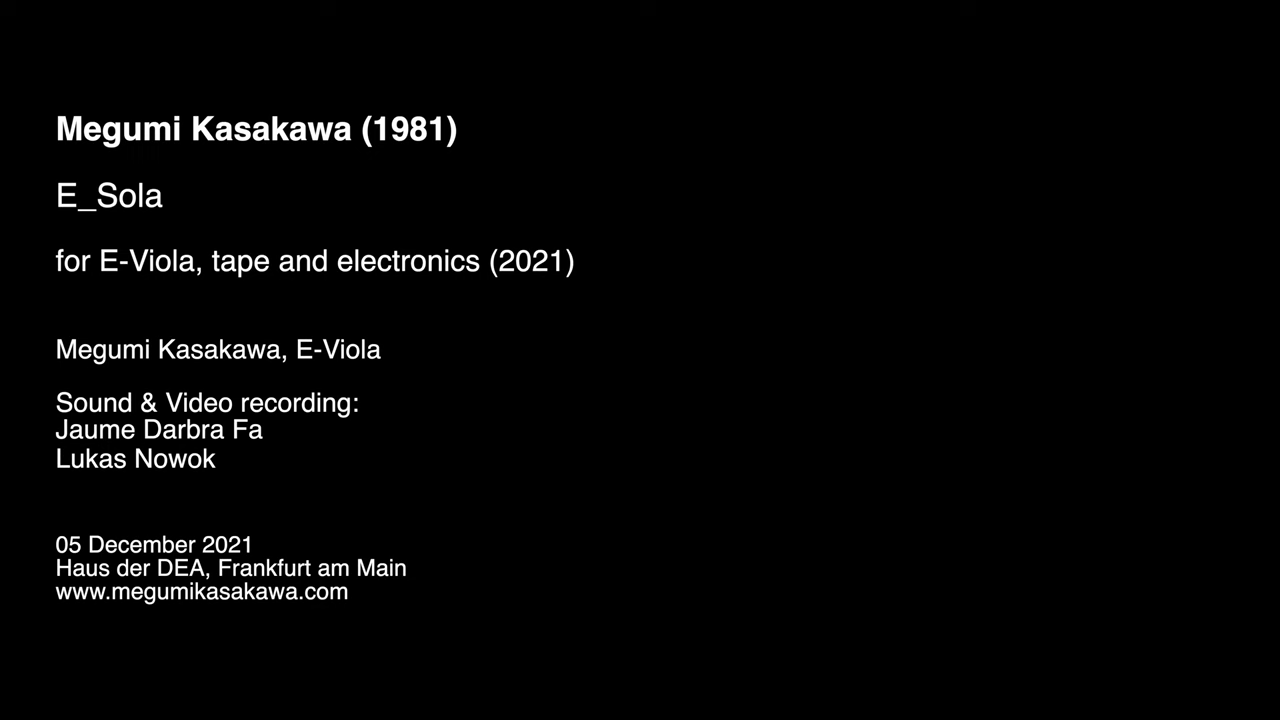 Megumi Kasakawa (1981)
E_Sola
for E-Viola, tape and electronics (2021)
Megumi Kasakawa, E-Viola
Sound & Video recording:
Jaume Darbra Fa
Lukas Nowok
05 December 2021
Haus der DEA, Frankfurt am Main
www.megumikasakawa.com